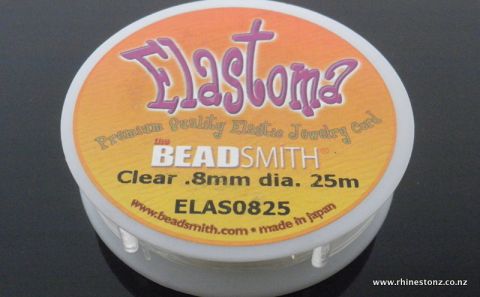 Elastoma
Premium Quality Elastic Jewelry Cord
the BEADSMITH®
Clear .8mm dia. 25m
ELAS0825
www.beadsmith.com • made in Japan
www.rhinestonz.co.nz